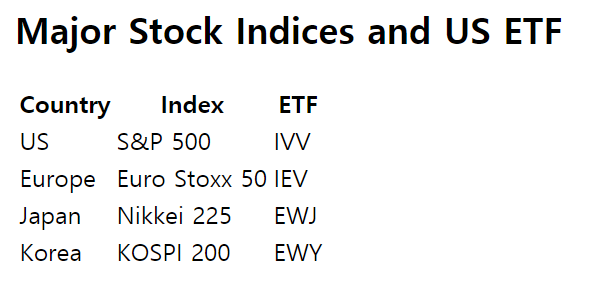 Major Stock Indices and US ETF
Country Index ETF
US S&P 500 IVV
Europe Euro Stoxx 50 IEV
Japan Nikkei 225 EWJ
Korea KOSPI 200 EWY